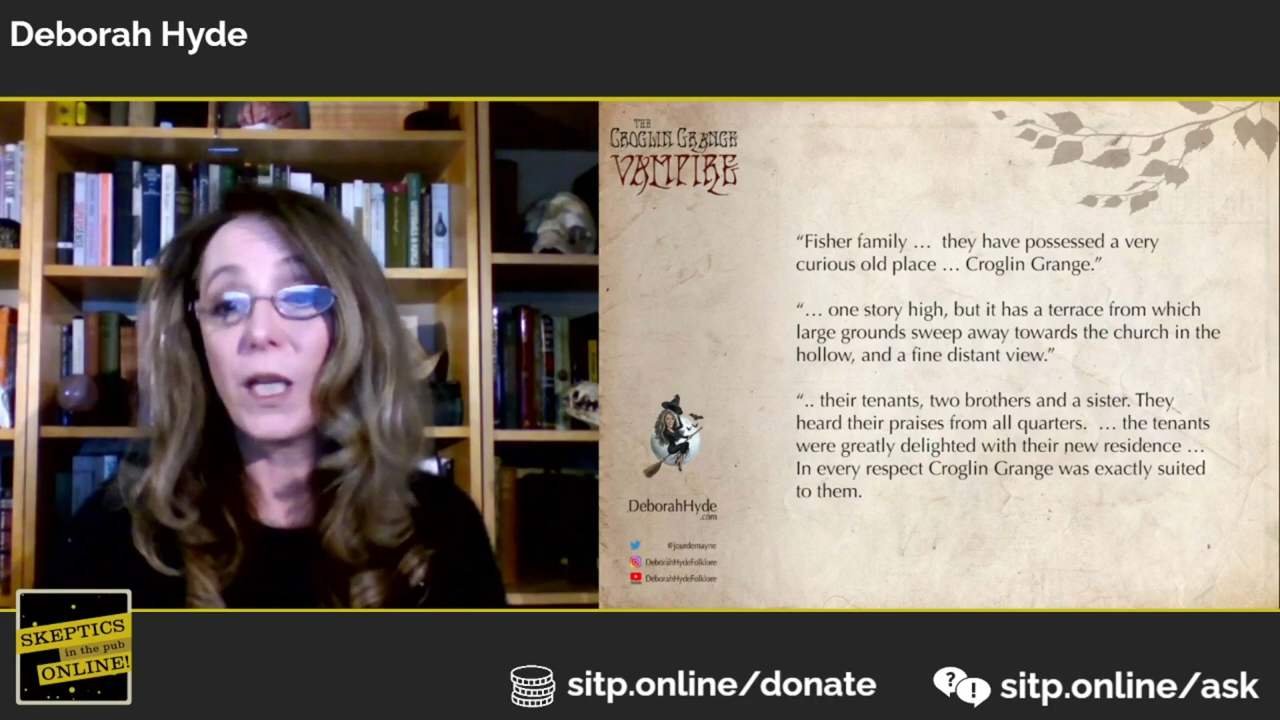 Deborah Hyde
THE
CROGLIN GRANGE
VAMPIRE
“Fisher family … they have possessed a very
curious old place … Croglin Grange.”
“… one story high, but it has a terrace from which
large grounds sweep away towards the church in the
hollow, and a fine distant view.”
“.. their tenants, two brothers and a sister. They
heard their praises from all quarters. … the tenants
were greatly delighted with their new residence …
In every respect Croglin Grange was exactly suited
to them.
DeborahHyde
.com
@jourdemayne
DeborahHydeFolklore
DeborahHydeFolklore
SKEPTICS
in the pub
ONLINE!
sitp.online/donate
sitp.online/ask